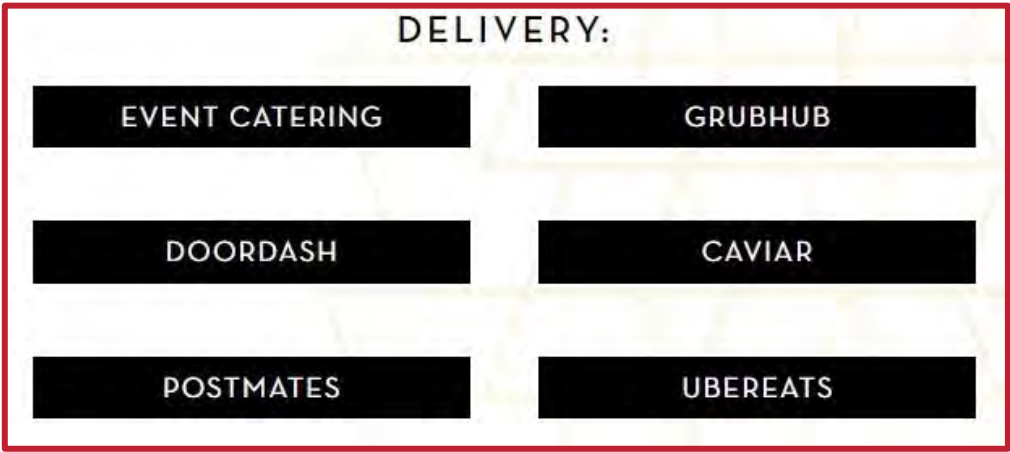 DELIVERY:
EVENT CATERING
GRUBHUB
DOORDASH
CAVIAR
POSTMATES
UBEREATS